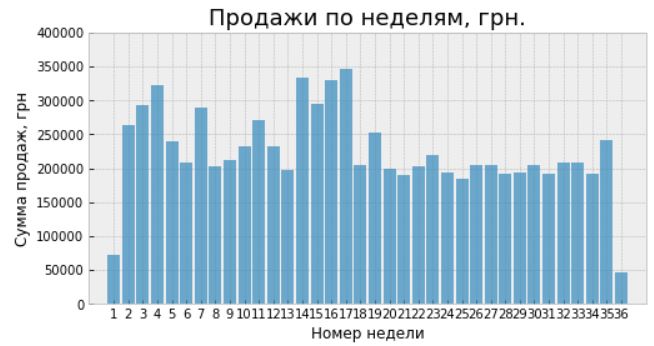 Продажи по неделям, грн.
Сумма продаж, грн
400000
350000
300000
250000
200000
150000
100000
50000
0
1 2 3 4 5 6 7 8 9 10 11 12 13 14 15 16 17 18 19 20 21 22 23 24 25 26 27 28 29 30 31 32 33 34 35 36
Номер недели